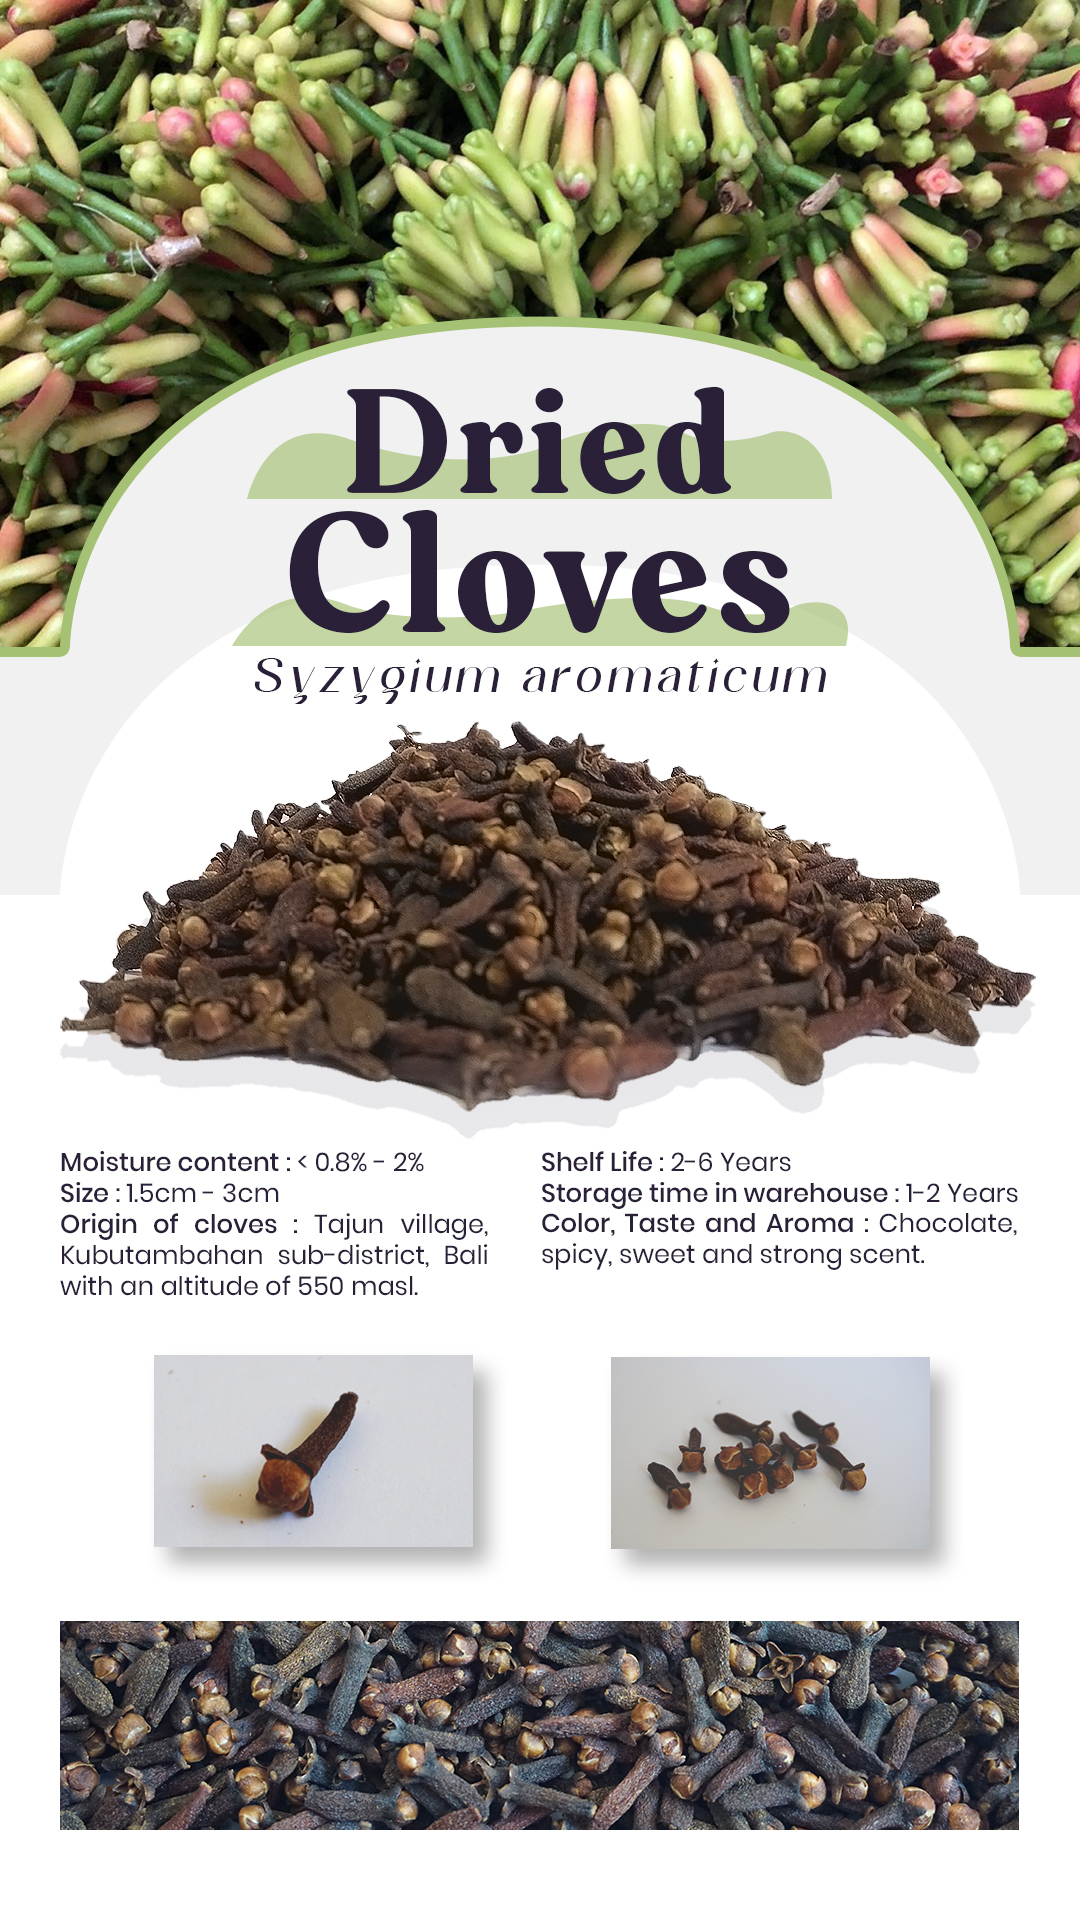 Dried
Cloves
Syzygium aromaticum
Moisture content : < 0.8% - 2%
Size : 1.5cm - 3cm
Origin of cloves : Tajun village,
Kubutambahan sub-district, Bali
with an altitude of 550 masl.
Shelf Life : 2-6 Years
Storage time in warehouse : 1-2 Years
Color, Taste and Aroma : Chocolate,
spicy, sweet and strong scent.